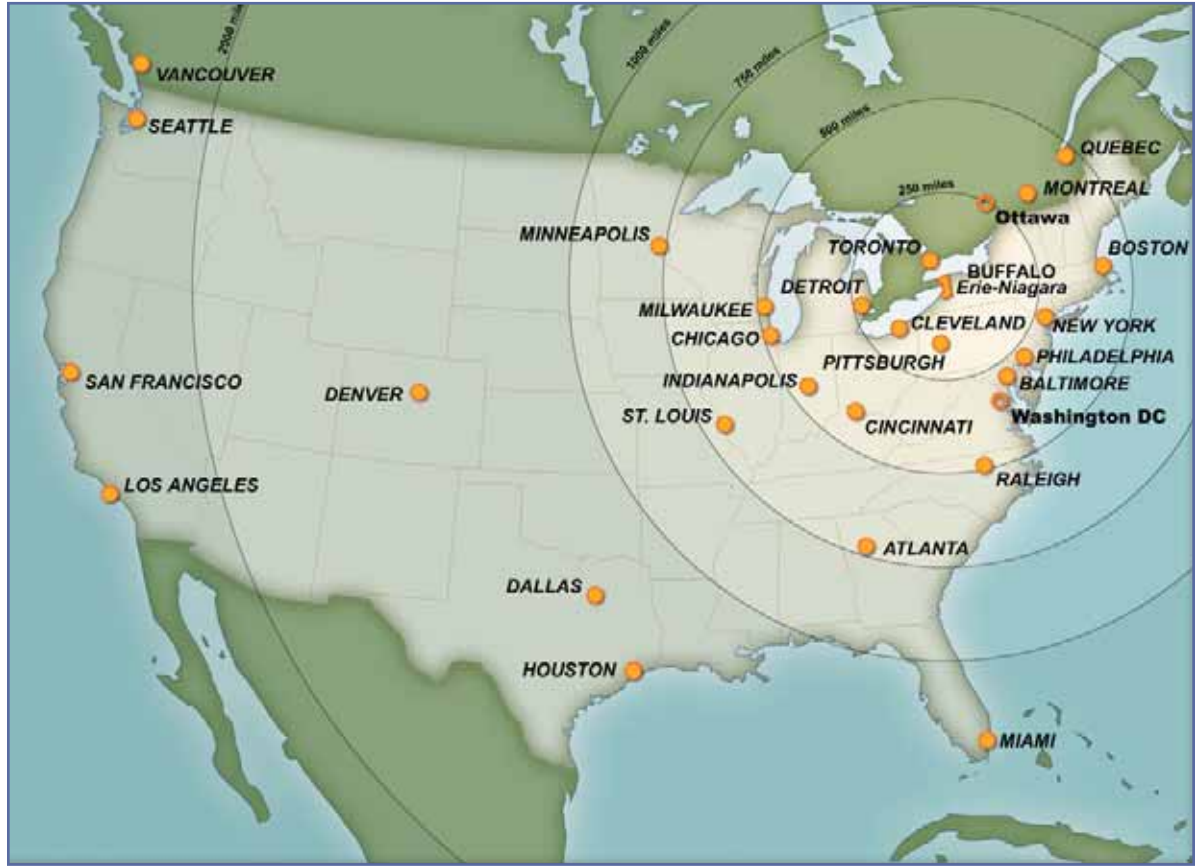 2000 miles
1000 miles
750 miles
500 miles
250 miles
VANCOUVER
SEATTLE
QUEBEC
MONTREAL
Ottawa
MINNEAPOLIS
TORONTO
BOSTON
BUFFALO
Erie-Niagara
DETROIT
MILWAUKEE
CLEVELAND
NEW YORK
CHICAGO
PITTSBURGH
PHILADELPHIA
SAN FRANCISCO
DENVER
INDIANAPOLIS
BALTIMORE
ST. LOUIS
CINCINNATI
Washington DC
LOS ANGELES
RALEIGH
ATLANTA
DALLAS
HOUSTON
MIAMI